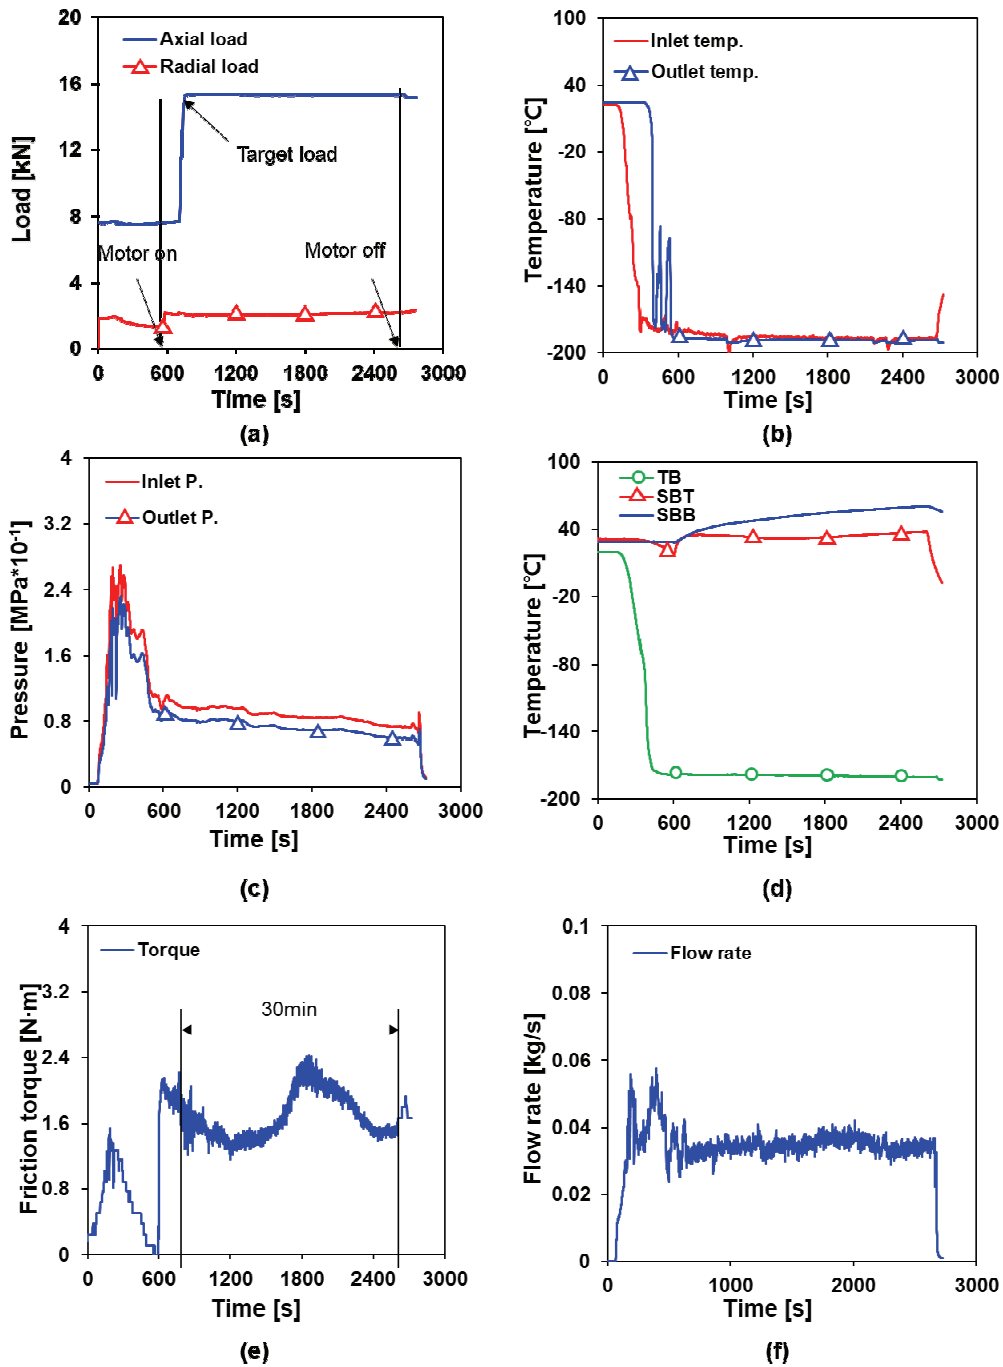 20
16
12
8
4
0
Load [kN]
Axial load
Radial load
Target load
Motor on
Motor off
0 600 1200 1800 2400 3000
Time [s]
(a)
100
40
-20
-80
-140
-200
Temperature [°C]
Inlet temp.
Outlet temp.
0 600 1200 1800 2400 3000
Time [s]
(b)
4
3.2
2.4
1.6
0.8
0
Pressure [MPa*10⁻¹]
Inlet P.
Outlet P.
0 600 1200 1800 2400 3000
Time [s]
(c)
100
40
-20
-80
-140
-200
Temperature [°C]
TB
SBT
SBB
0 600 1200 1800 2400 3000
Time [s]
(d)
4
3.2
2.4
1.6
0.8
0
Friction torque [N·m]
Torque
30min
0 600 1200 1800 2400 3000
Time [s]
(e)
0.1
0.08
0.06
0.04
0.02
0
Flow rate [kg/s]
Flow rate
0 1000 2000 3000
Time [s]
(f)